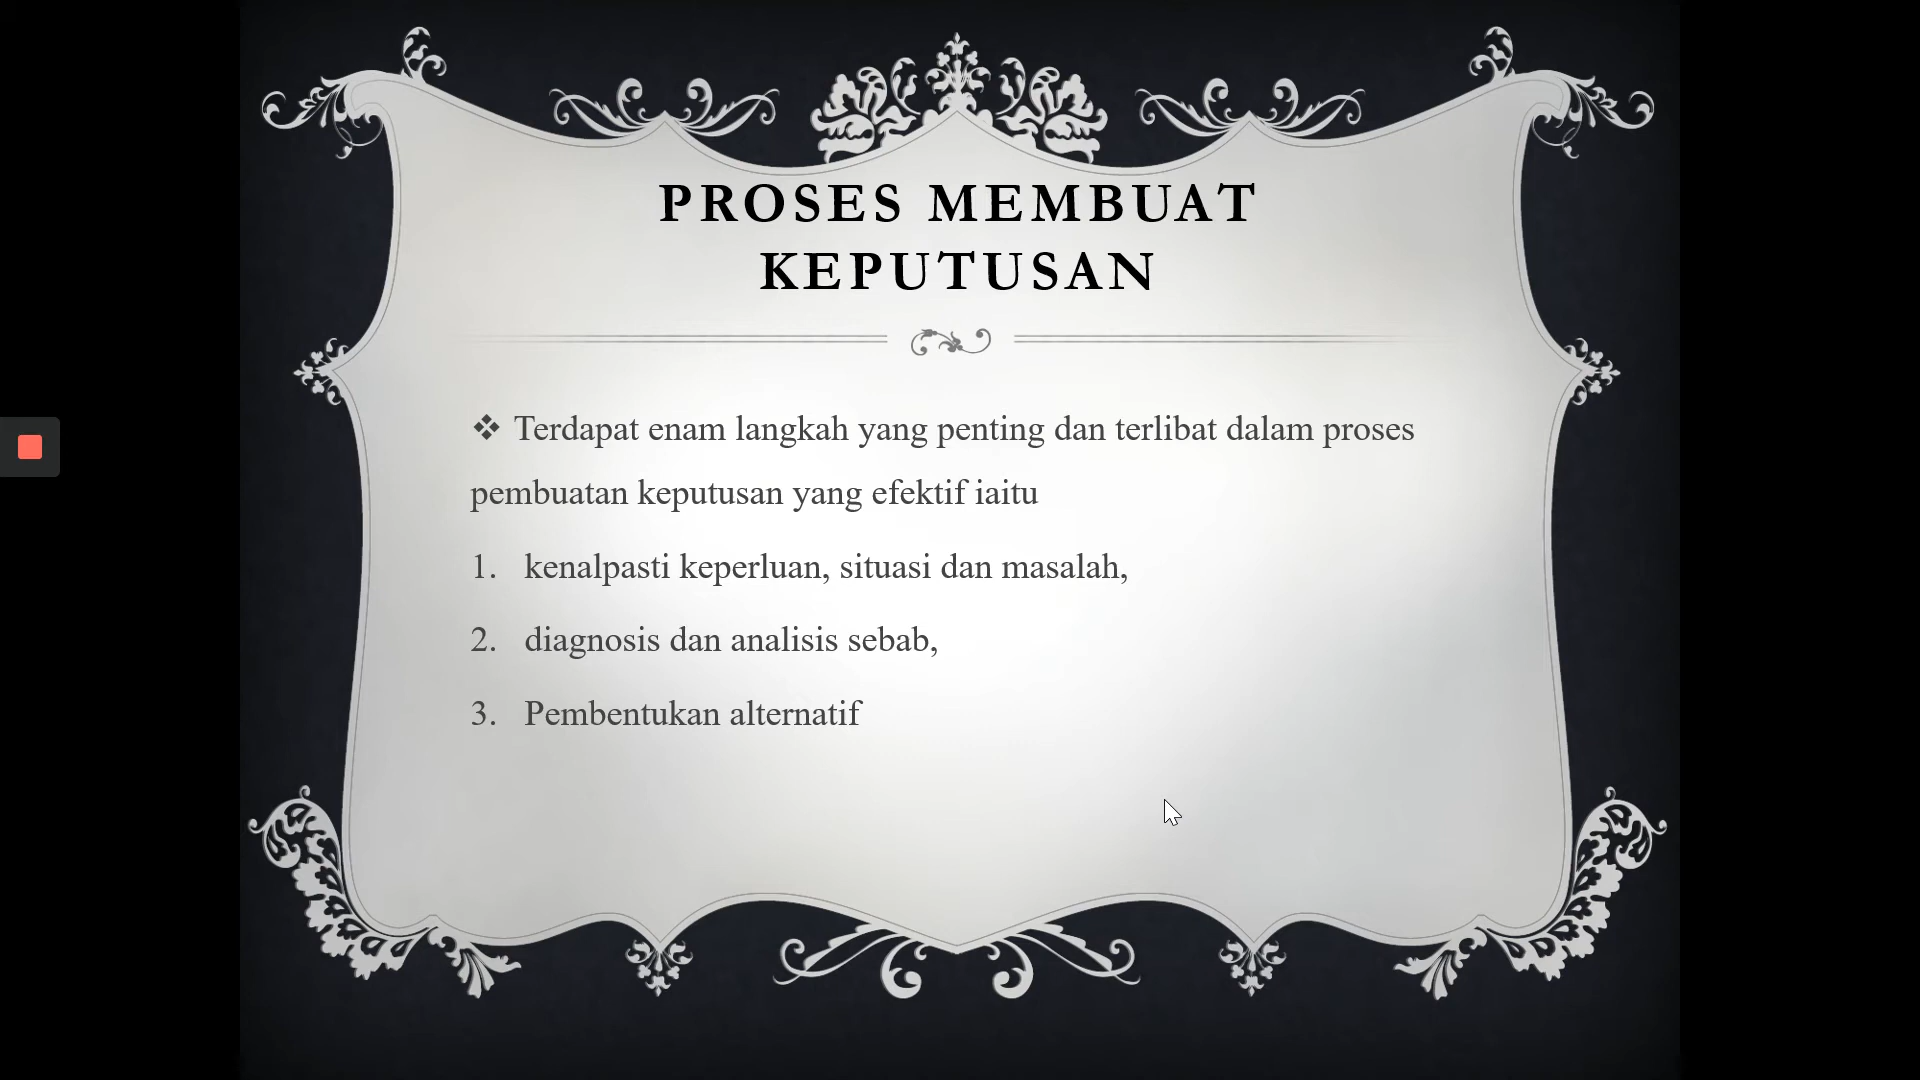 PROSES MEMBUAT
KEPUTUSAN
❖ Terdapat enam langkah yang penting dan terlibat dalam proses
pembuatan keputusan yang efektif iaitu
1. kenalpasti keperluan, situasi dan masalah,
2. diagnosis dan analisis sebab,
3. Pembentukan alternatif